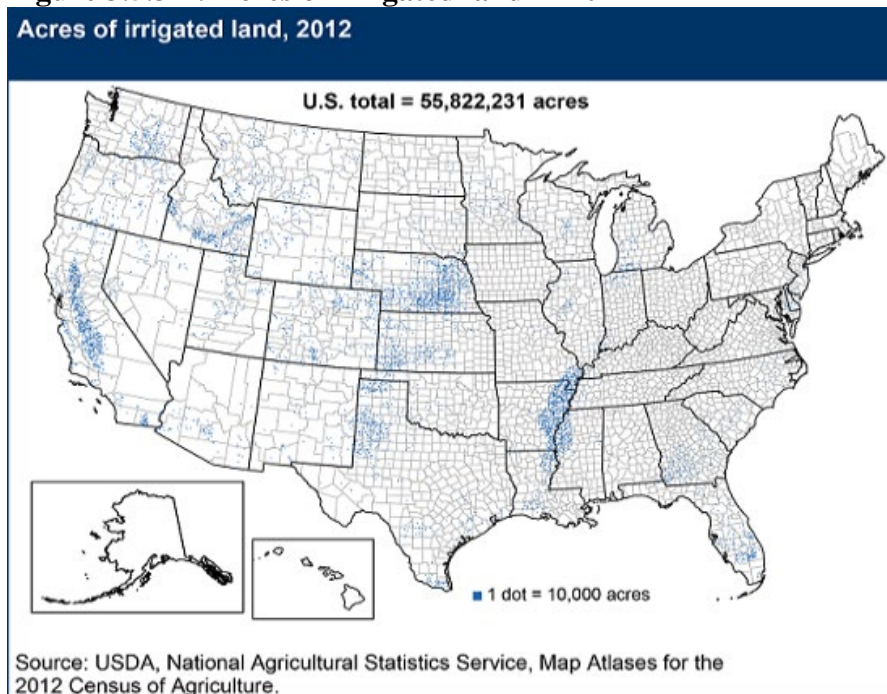 Acres of irrigated land, 2012
U.S. total = 55,822,231 acres
1 dot = 10,000 acres
Source: USDA, National Agricultural Statistics Service, Map Atlases for the
2012 Census of Agriculture.